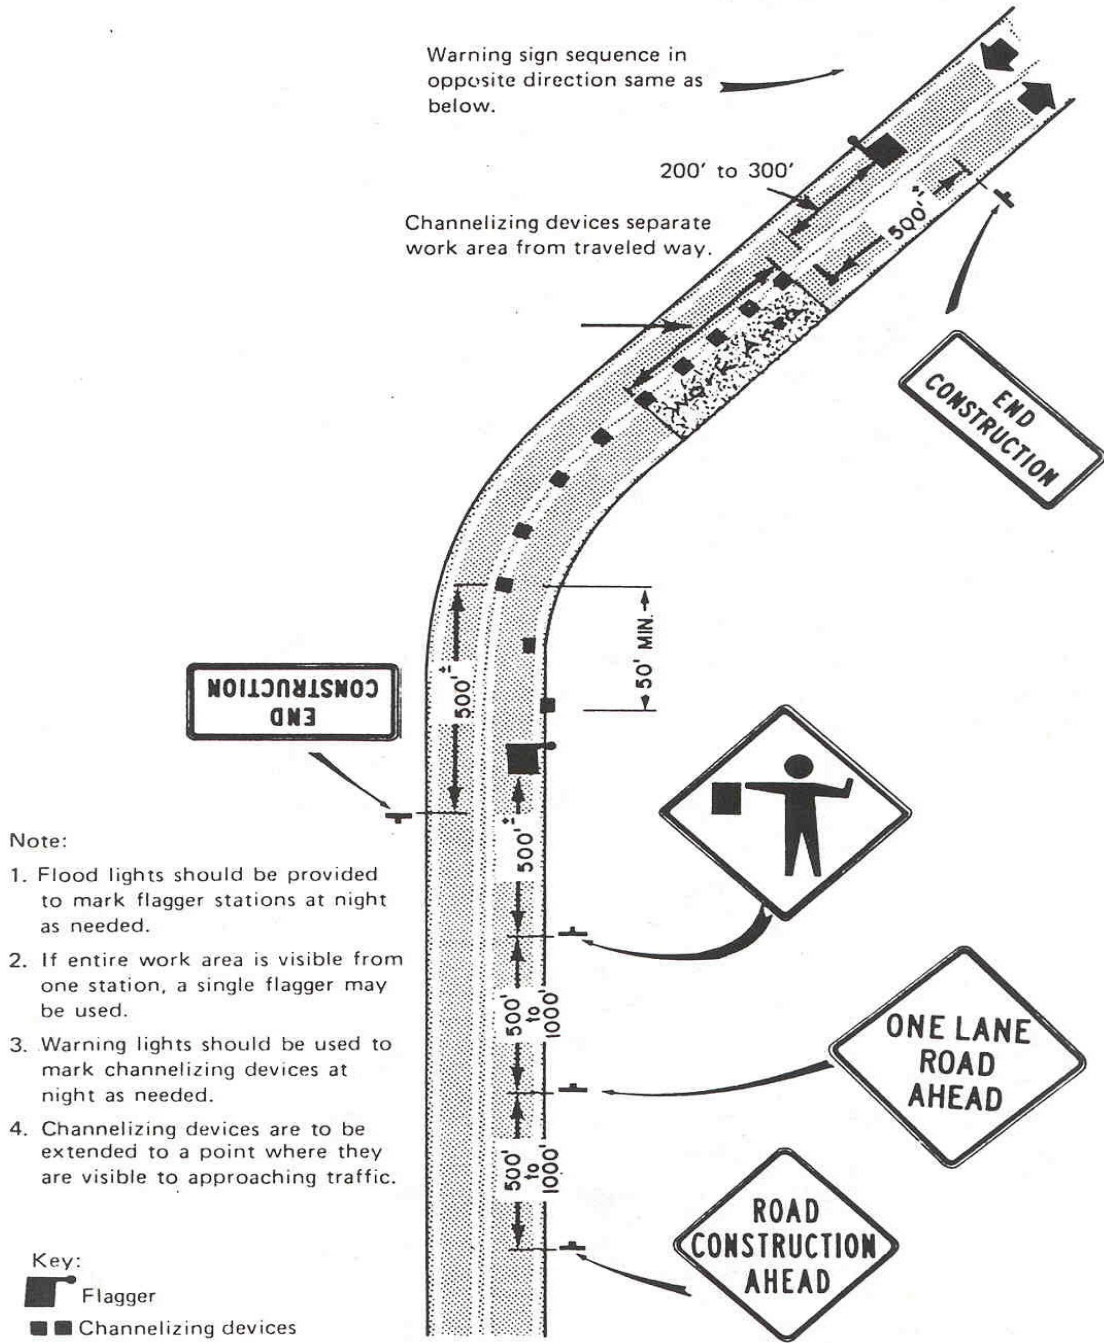 Warning sign sequence in
opposite direction same as
below.
200' to 300'
Channelizing devices separate
work area from traveled way.
500'±
Work Area
END
CONSTRUCTION
50' MIN.
500'±
END
CONSTRUCTION
500'±
500'
to
1000'
ONE LANE
ROAD
AHEAD
500'
to
1000'
ROAD
CONSTRUCTION
AHEAD
Note:
1. Flood lights should be provided
to mark flagger stations at night
as needed.
2. If entire work area is visible from
one station, a single flagger may
be used.
3. Warning lights should be used to
mark channelizing devices at
night as needed.
4. Channelizing devices are to be
extended to a point where they
are visible to approaching traffic.
Key:
Flagger
Channelizing devices